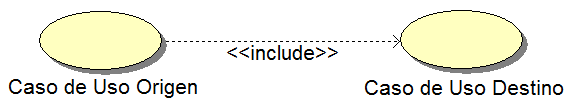 <<include>>
Caso de Uso Origen
Caso de Uso Destino